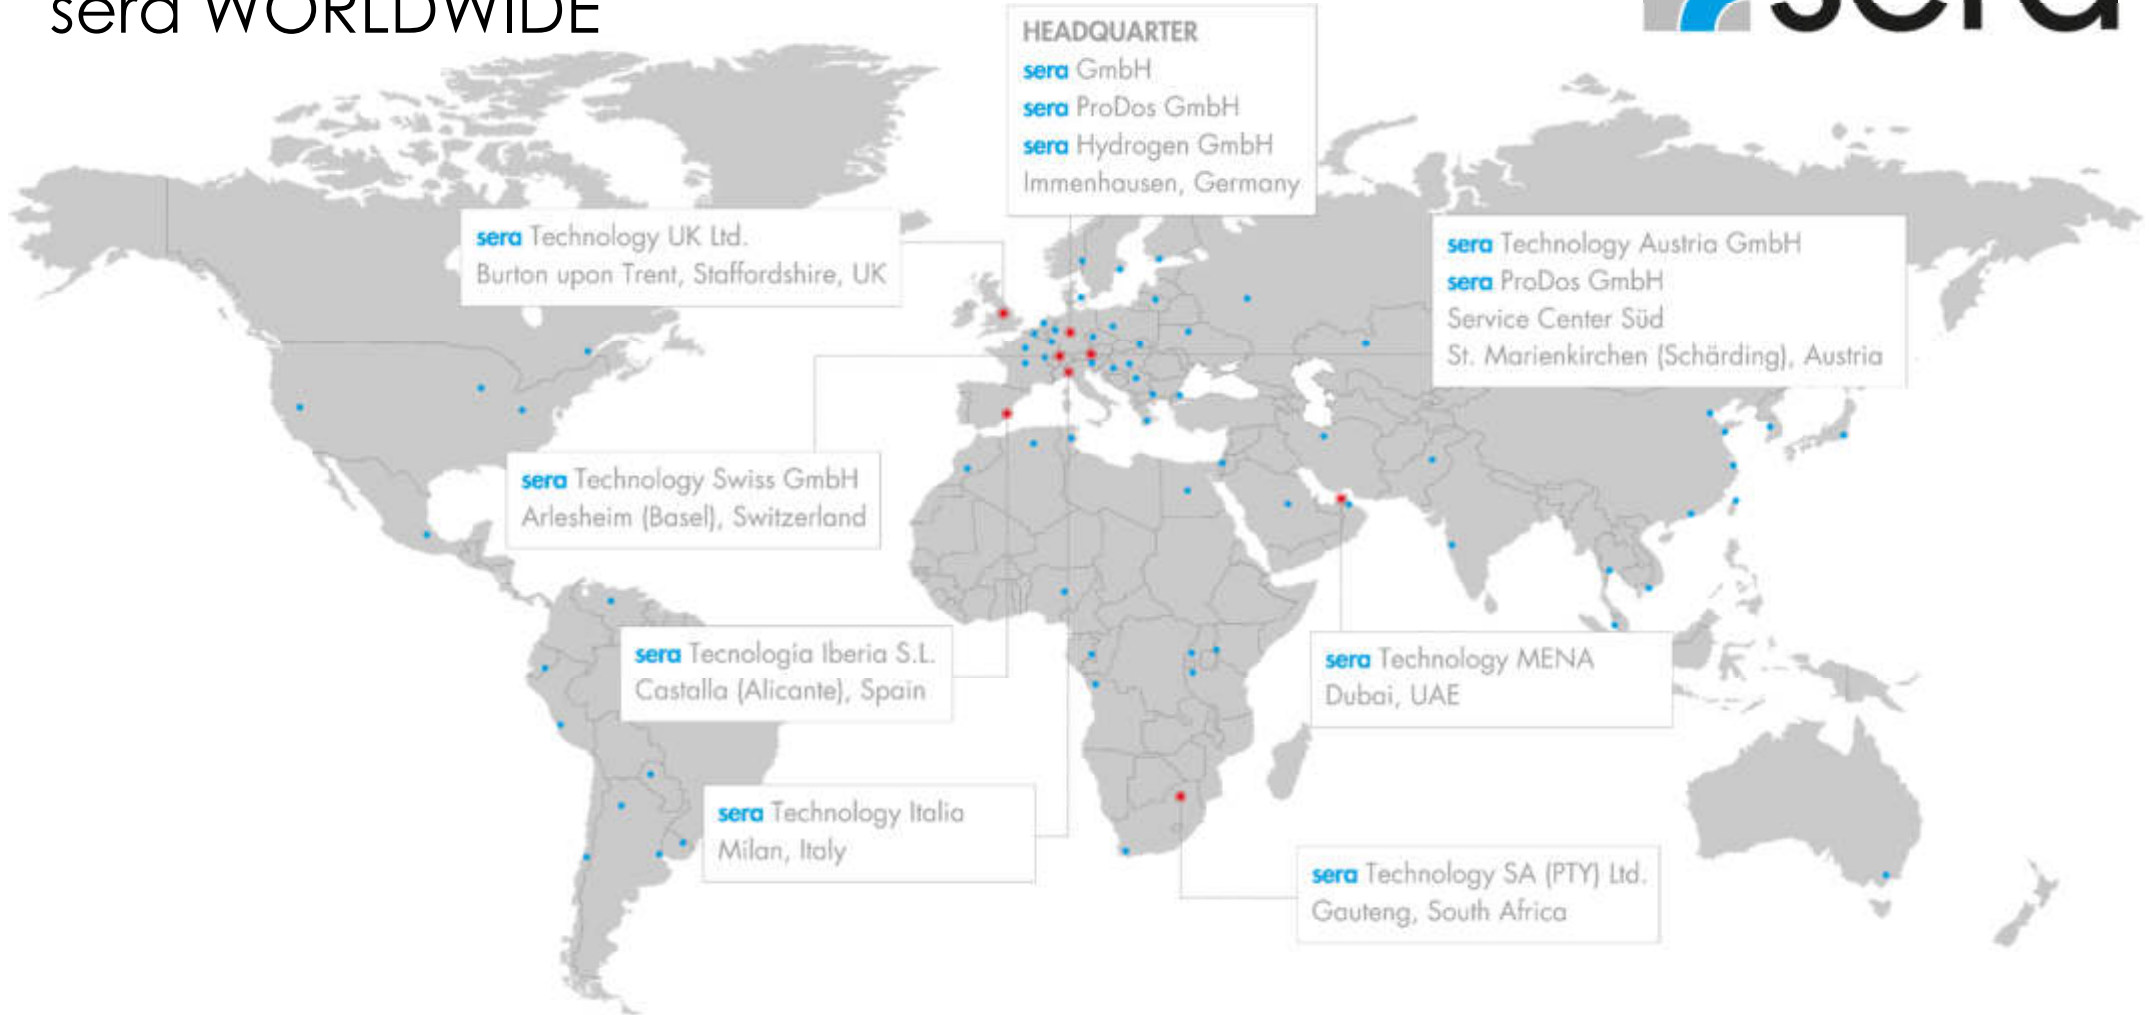 sera WORLDWIDE
sera
HEADQUARTER
sera GmbH
sera ProDos GmbH
sera Hydrogen GmbH
Immenhausen, Germany
sera Technology UK Ltd.
Burton upon Trent, Staffordshire, UK
sera Technology Austria GmbH
sera ProDos GmbH
Service Center Süd
St. Marienkirchen (Schärding), Austria
sera Technology Swiss GmbH
Arlesheim (Basel), Switzerland
sera Tecnologia Iberia S.L.
Castalla (Alicante), Spain
sera Technology MENA
Dubai, UAE
sera Technology Italia
Milan, Italy
sera Technology SA (PTY) Ltd.
Gauteng, South Africa